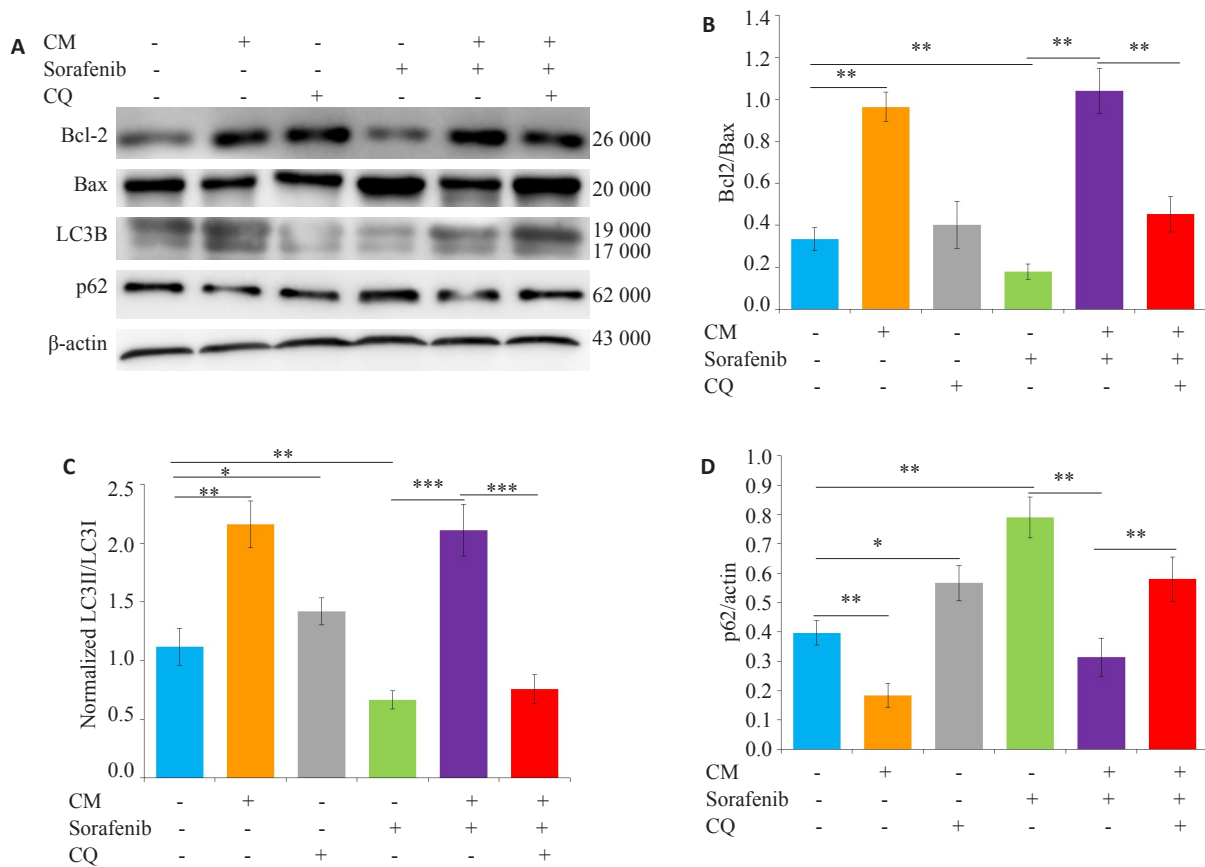 A
CM - + - - + +
Sorafenib - - - + + +
CQ - - + - - +
Bcl-2 26 000
Bax 20 000
LC3B 19 000
17 000
p62 62 000
β-actin 43 000
B
Bcl2/Bax
1.4
1.2
1.0
0.8
0.6
0.4
0.2
0.0
** ** ** **
CM - + - - + +
Sorafenib - - - + + +
CQ - - + - - +
C
Normalized LC3II/LC3I
2.5
2.0
1.5
1.0
0.5
0.0
**
*
** *** ***
CM - + - - + +
Sorafenib - - - + + +
CQ - - + - - +
D
p62/actin
1.0
0.9
0.8
0.7
0.6
0.5
0.4
0.3
0.2
0.1
0.0
** **
* **
**
CM - + - - + +
Sorafenib - - - + + +
CQ - - + - - +